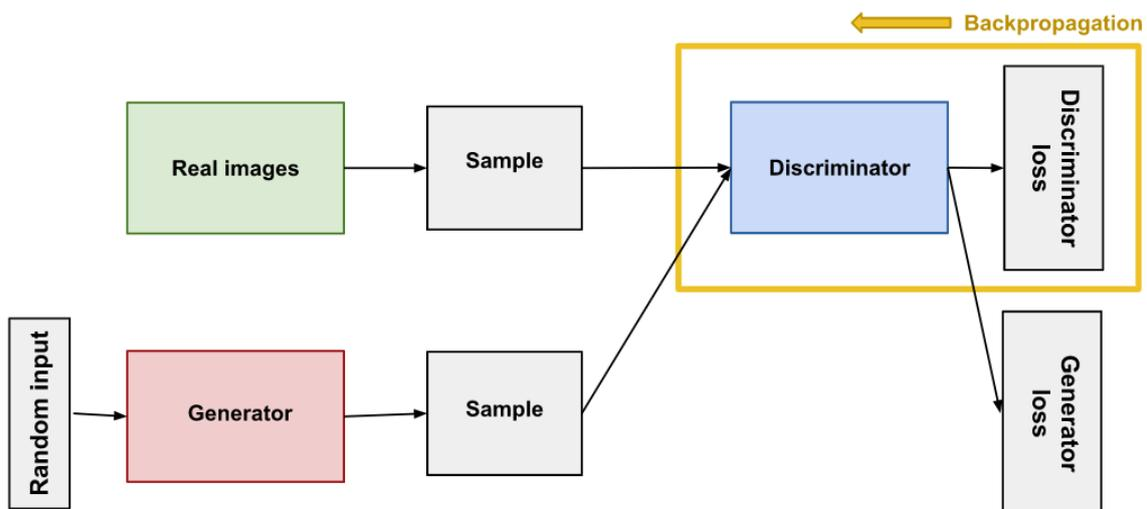 Backpropagation
Real images
Sample
Discriminator
Discriminator
loss
Random input
Generator
Sample
Generator
loss